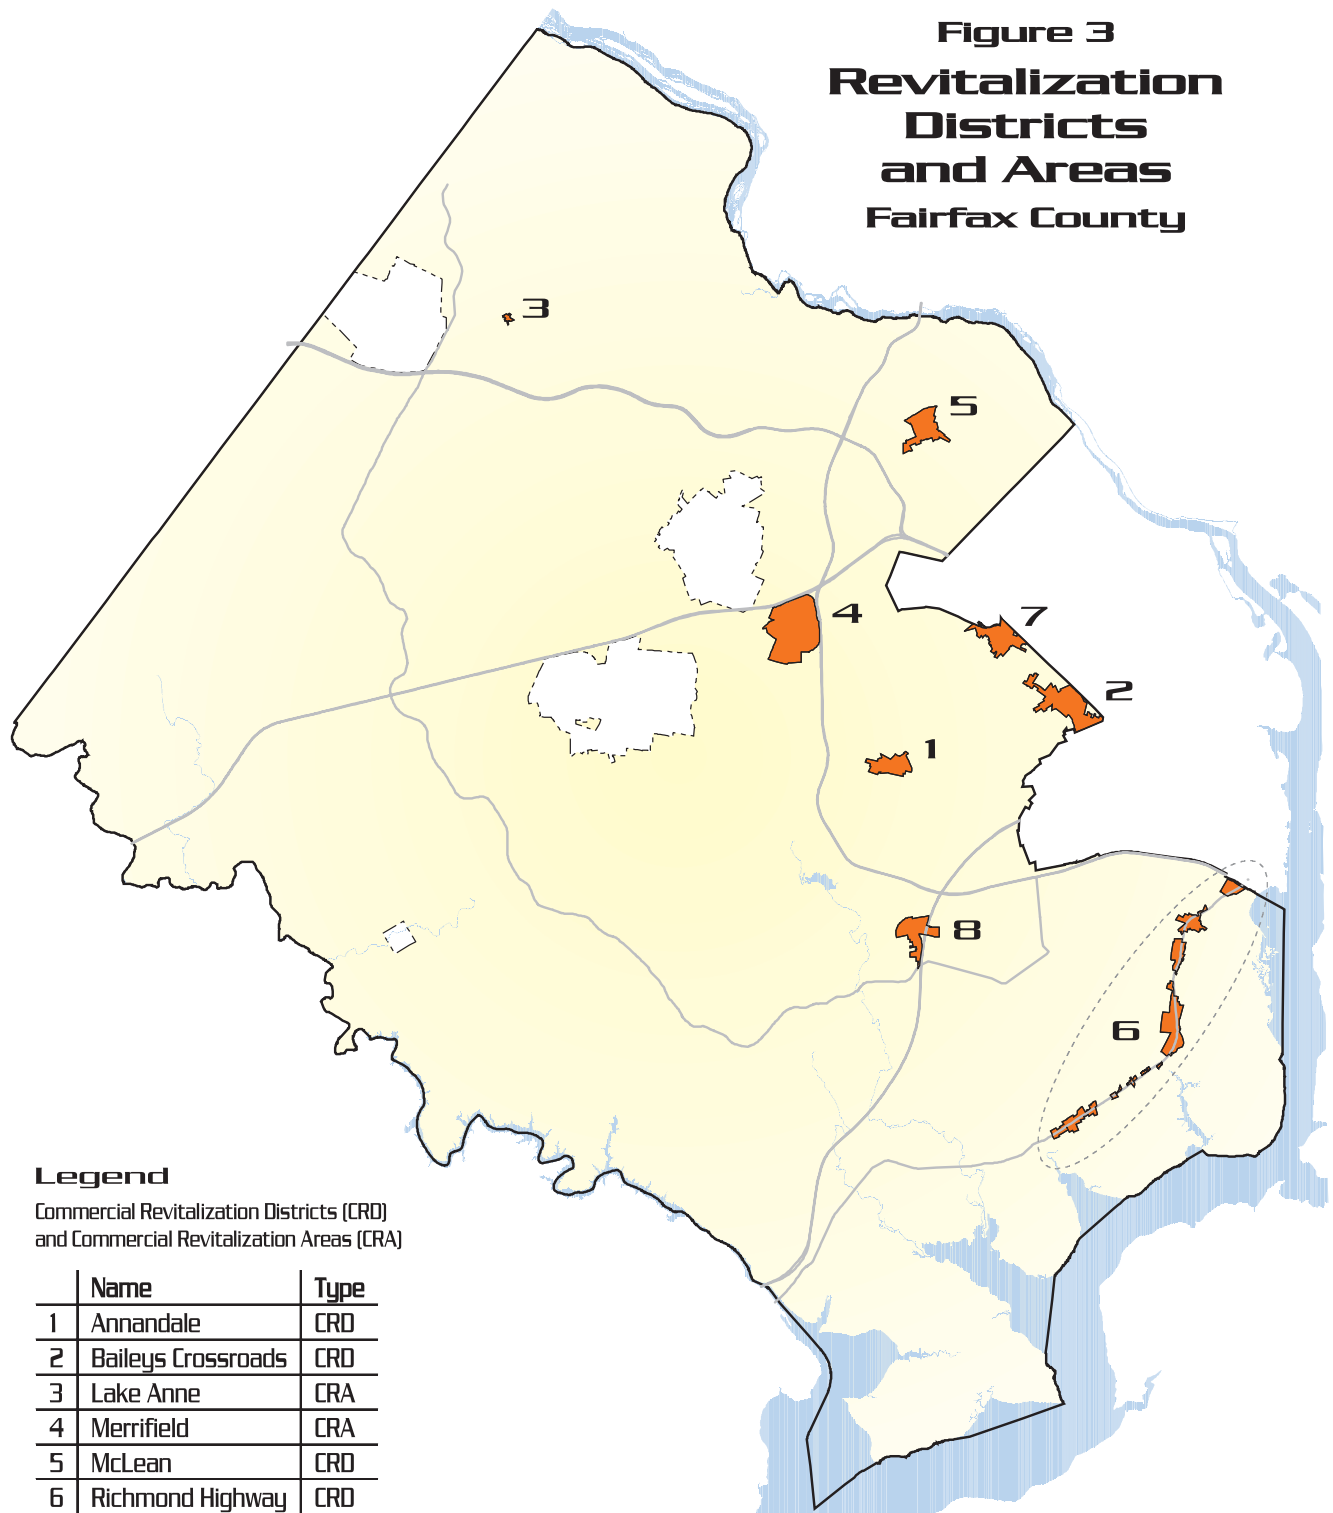 Figure 3
Revitalization
Districts
and Areas
Fairfax County
3
5
4
7
2
1
8
6
Legend
Commercial Revitalization Districts (CRD)
and Commercial Revitalization Areas (CRA)
Name Type
1 Annandale CRD
2 Baileys Crossroads CRD
3 Lake Anne CRA
4 Merrifield CRA
5 McLean CRD
6 Richmond Highway CRD